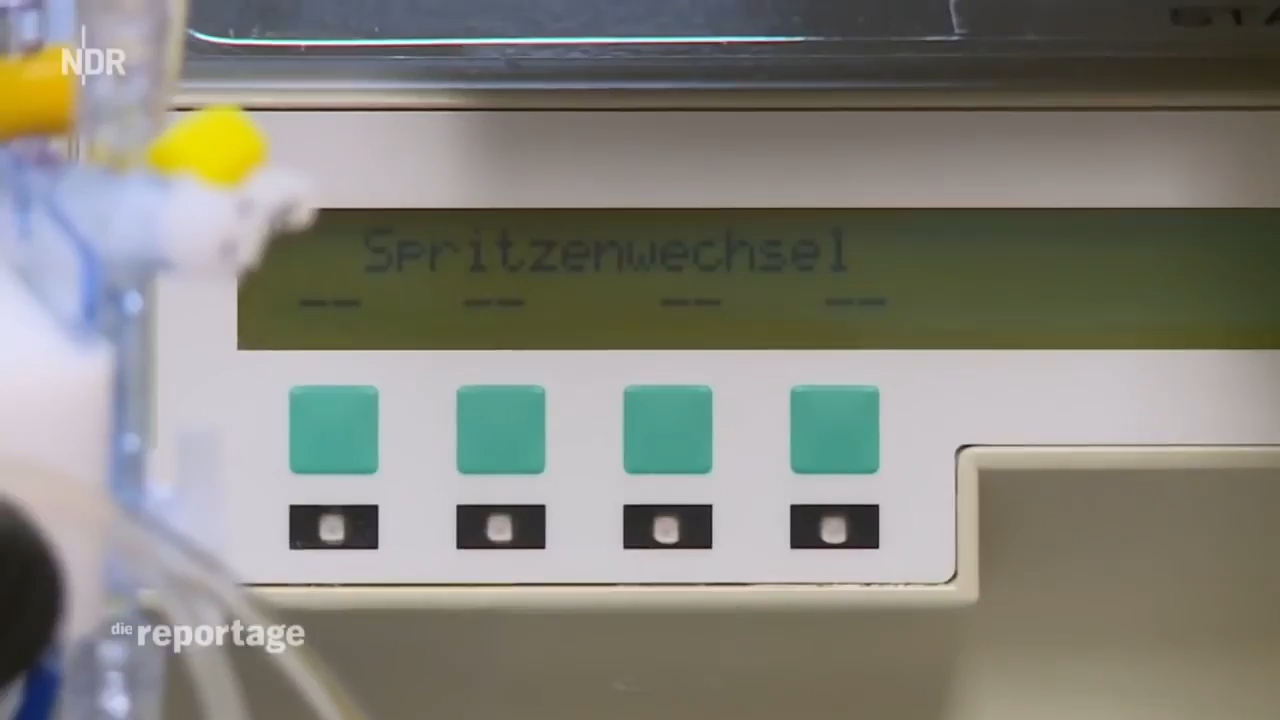 NDR
Spritzenwechsel
-- -- -- --
die reportage